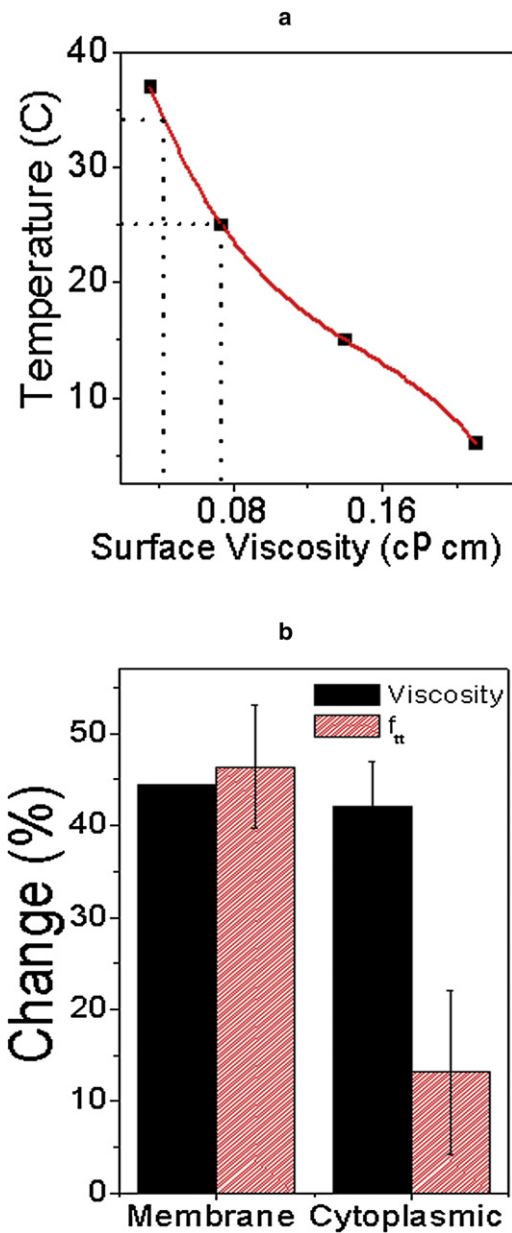 a
40
30
20
10
Temperature (C)
0.08 0.16
Surface Viscosity (cP cm)
b
Viscosity
f_tt
50
40
30
20
10
0
Change (%)
Membrane Cytoplasmic